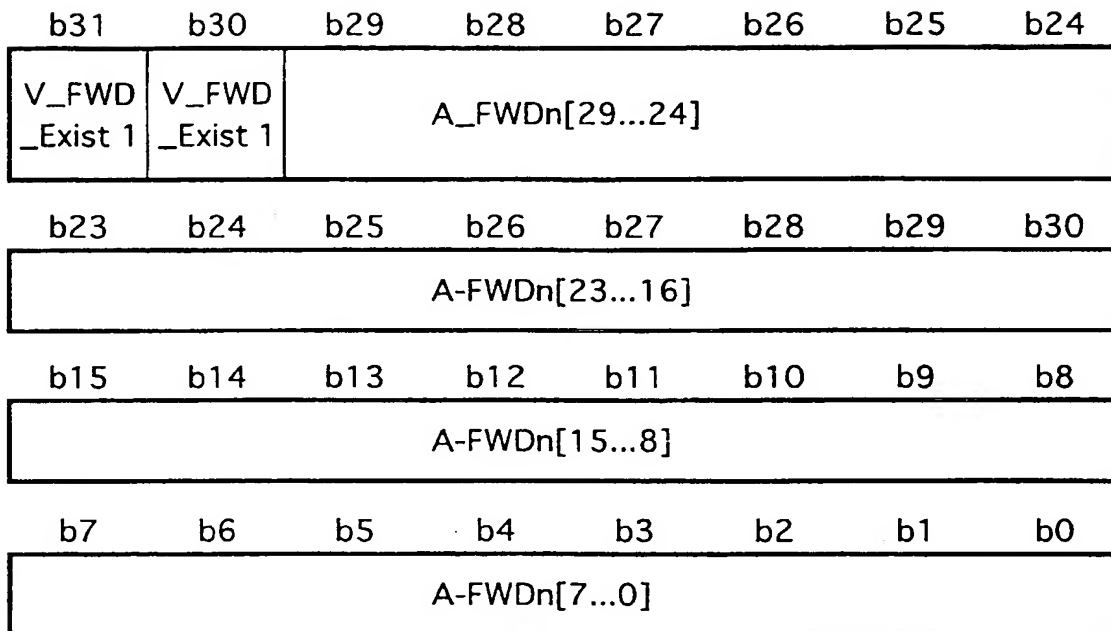 b31 b30 b29 b28 b27 b26 b25 b24
V_FWD V_FWD
_Exist 1 _Exist 1
A_FWDn[29...24]
b23 b24 b25 b26 b27 b28 b29 b30
A-FWDn[23...16]
b15 b14 b13 b12 b11 b10 b9 b8
A-FWDn[15...8]
b7 b6 b5 b4 b3 b2 b1 b0
A-FWDn[7...0]